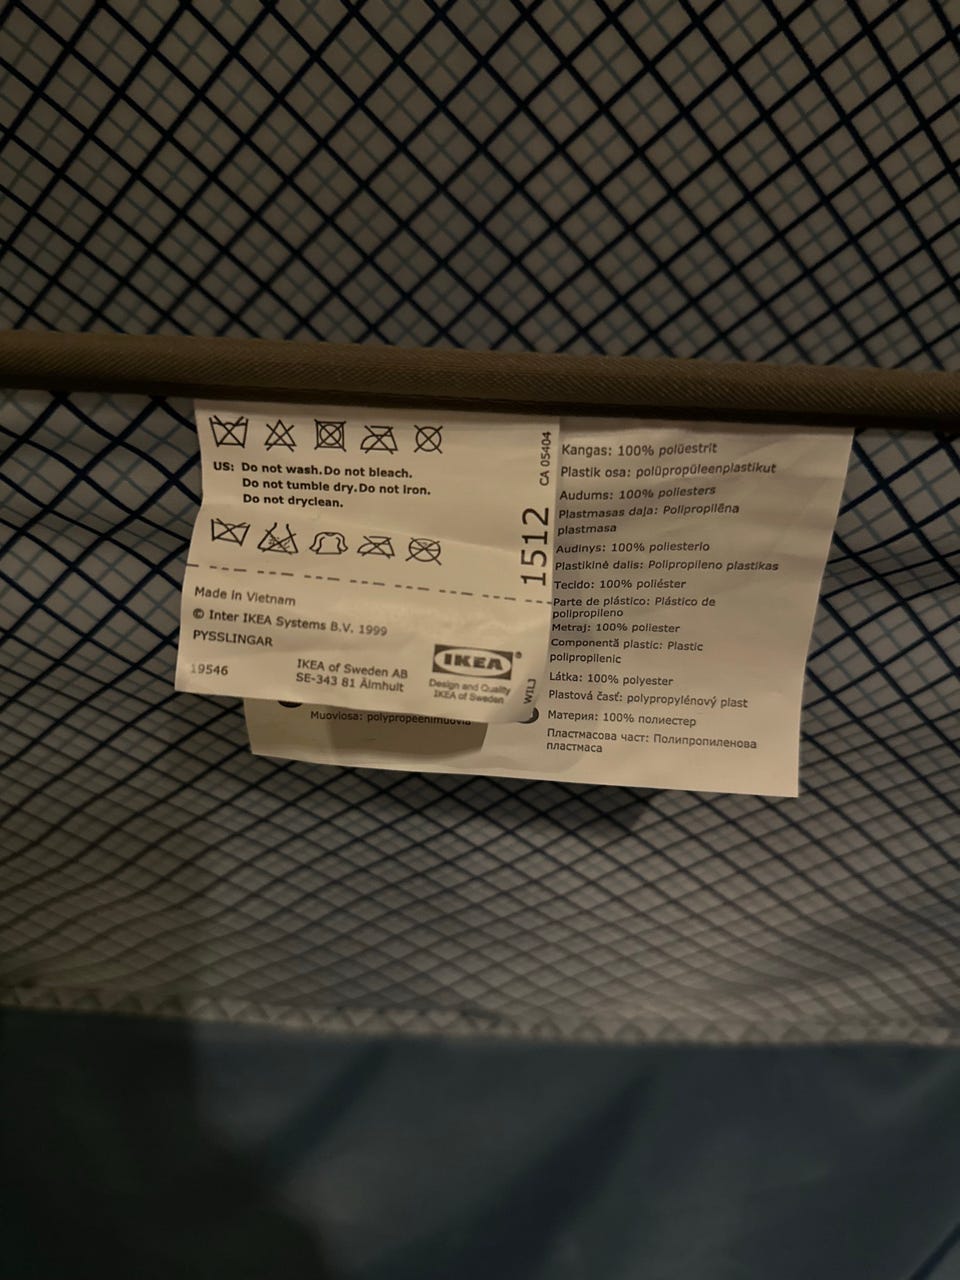 US: Do not wash.Do not bleach.
Do not tumble dry.Do not iron.
Do not dryclean.
Made in Vietnam
© Inter IKEA Systems B.V. 1999
PYSSLINGAR
19546
IKEA of Sweden AB
SE-343 81 Älmhult
IKEA®
Design and Quality
IKEA of Sweden
1512
CA 05404
WILJ
Muoviosa: polypropeenimuovia
Kangas: 100% polüestrit
Plastik osa: polüpropüleenplastikut
Audums: 100% poliesters
Plastmasas daļa: Polipropilēna
plastmasa
Audinys: 100% poliesterio
Plastikinė dalis: Polipropileno plastikas
Tecido: 100% poliéster
Parte de plástico: Plástico de
polipropileno
Metraj: 100% poliester
Componentă plastic: Plastic
polipropilenic
Látka: 100% polyester
Plastová časť: polypropylénový plast
Материя: 100% полиестер
Пластмасова част: Полипропиленова
пластмаса